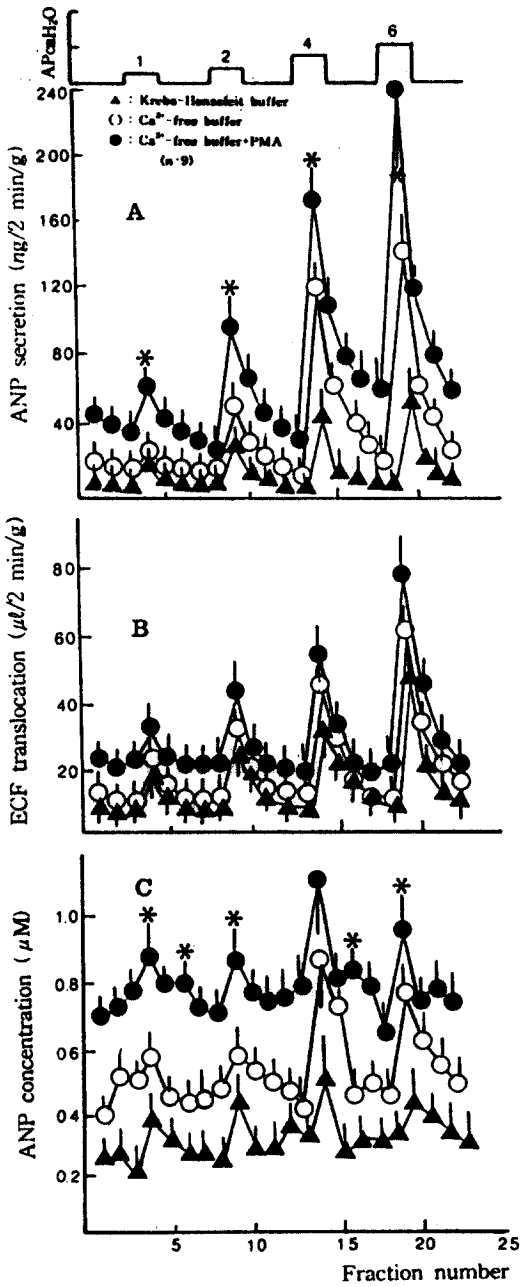 APcmH₂O
1 2 4 6
▲ : Krebs-Henseleit buffer
○ : Ca²⁺-free buffer
● : Ca²⁺-free buffer+PMA
(n=9)
A
ANP secretion (ng/2 min/g)
240
200
160
120
80
40
B
ECF translocation (μℓ/2 min/g)
80
60
40
20
C
ANP concentration (μM)
1.0
0.8
0.6
0.4
0.2
0
5 10 15 20 25
Fraction number